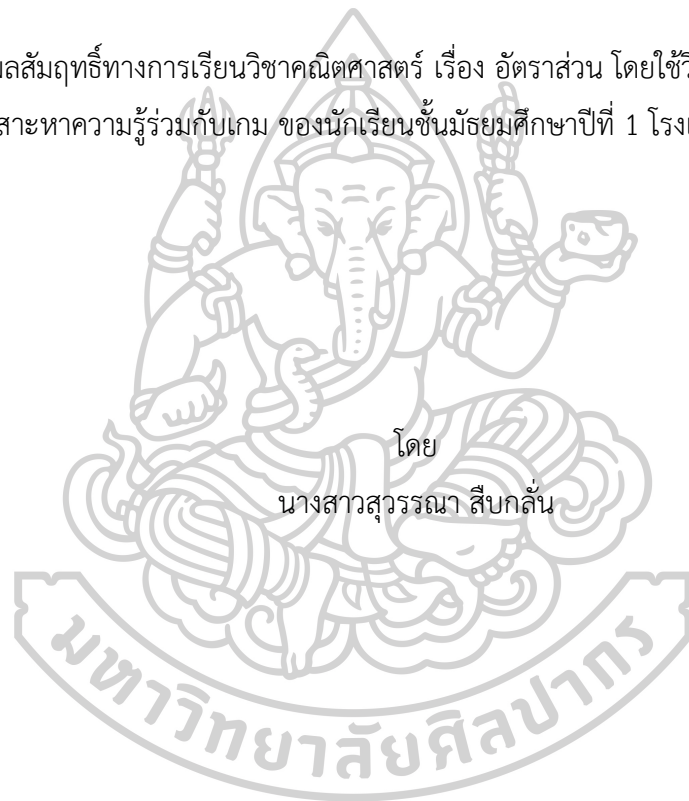 ผลสัมฤทธิ์ทางการเรียนวิชาคณิตศาสตร์ เรื่อง อัตราส่วน โดยใช้วิ
สาะหาความรู้ร่วมกับเกม ของนักเรียนชั้นมัธยมศึกษาปีที่ 1 โรงเ
โดย
นางสาวสุวรรณา สืบกลั่น
มหาวิทยาลัยศิลปากร